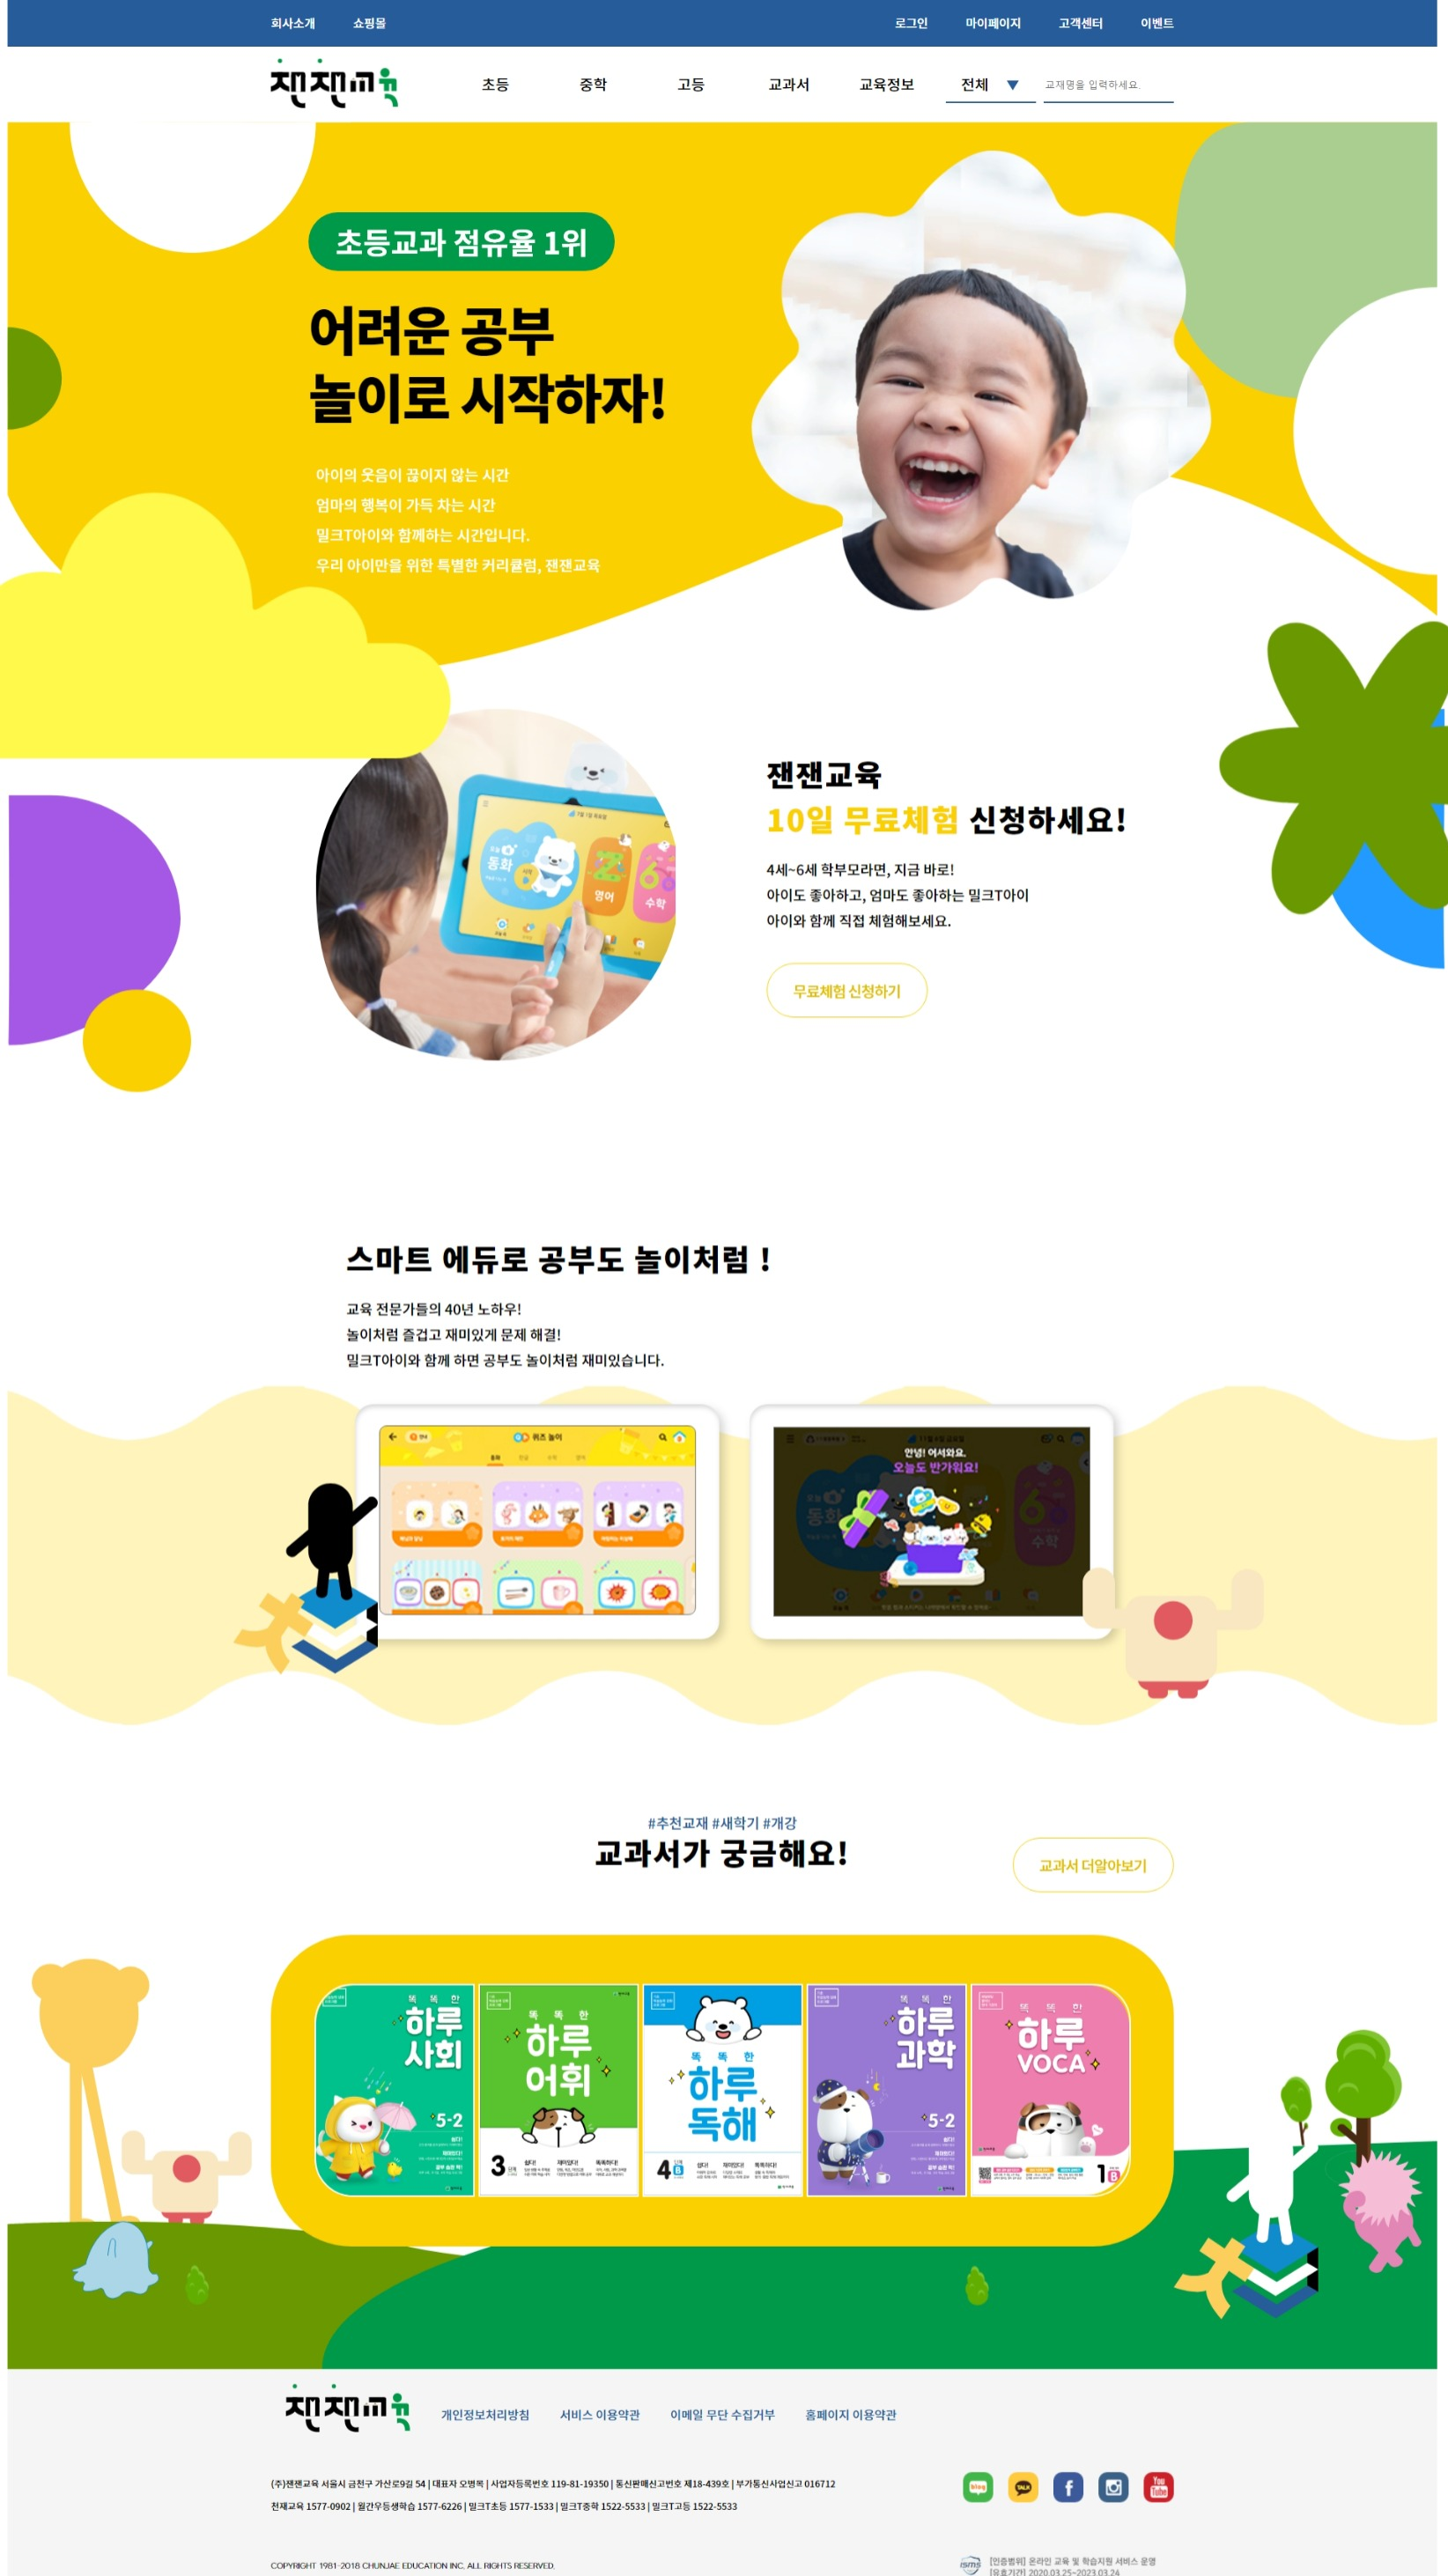 회사소개 쇼핑몰 로그인 마이페이지 고객센터 이벤트
잰잰교육 초등 중학 고등 교과서 교육정보 전체 ▼ 교재명을 입력하세요.
초등교과 점유율 1위
어려운 공부
놀이로 시작하자!
아이의 웃음이 끊이지 않는 시간
엄마의 행복이 가득 차는 시간
밀크T아이와 함께하는 시간입니다.
우리 아이만을 위한 특별한 커리큘럼, 잰잰교육
동화
영어
수학
잰잰교육
10일 무료체험 신청하세요!
4세~6세 학부모라면, 지금 바로!
아이도 좋아하고, 엄마도 좋아하는 밀크T아이
아이와 함께 직접 체험해보세요.
무료체험 신청하기
스마트 에듀로 공부도 놀이처럼 !
교육 전문가들의 40년 노하우!
놀이처럼 즐겁고 재미있게 문제 해결!
밀크T아이와 함께 하면 공부도 놀이처럼 재미있습니다.
퀴즈 놀이
안녕! 어서와요.
오늘도 반가워요!
동화
수학
#추천교재 #새학기 #개강
교과서가 궁금해요!
교과서 더알아보기
똑똑한
하루
사회
5-2
똑똑한
하루
어휘
3
똑똑한
하루
독해
4 B
똑똑한
하루
과학
5-2
똑똑한
하루
VOCA
1 B
잰잰교육 개인정보처리방침 서비스 이용약관 이메일 무단 수집거부 홈페이지 이용약관
(주)잰잰교육 서울시 금천구 가산로9길 54 | 대표자 오병목 | 사업자등록번호 119-81-19350 | 통신판매신고번호 제18-439호 | 부가통신사업신고 016712
천재교육 1577-0902 | 월간우등생학습 1577-6226 | 밀크T초등 1577-1533 | 밀크T중학 1522-5533 | 밀크T고등 1522-5533
blog TALK You Tube
COPYRIGHT 1981-2018 CHUNJAE EDUCATION INC. ALL RIGHTS RESERVED.
isms [인증범위] 온라인 교육 및 학습지원 서비스 운영
[유효기간] 2020.03.25~2023.03.24